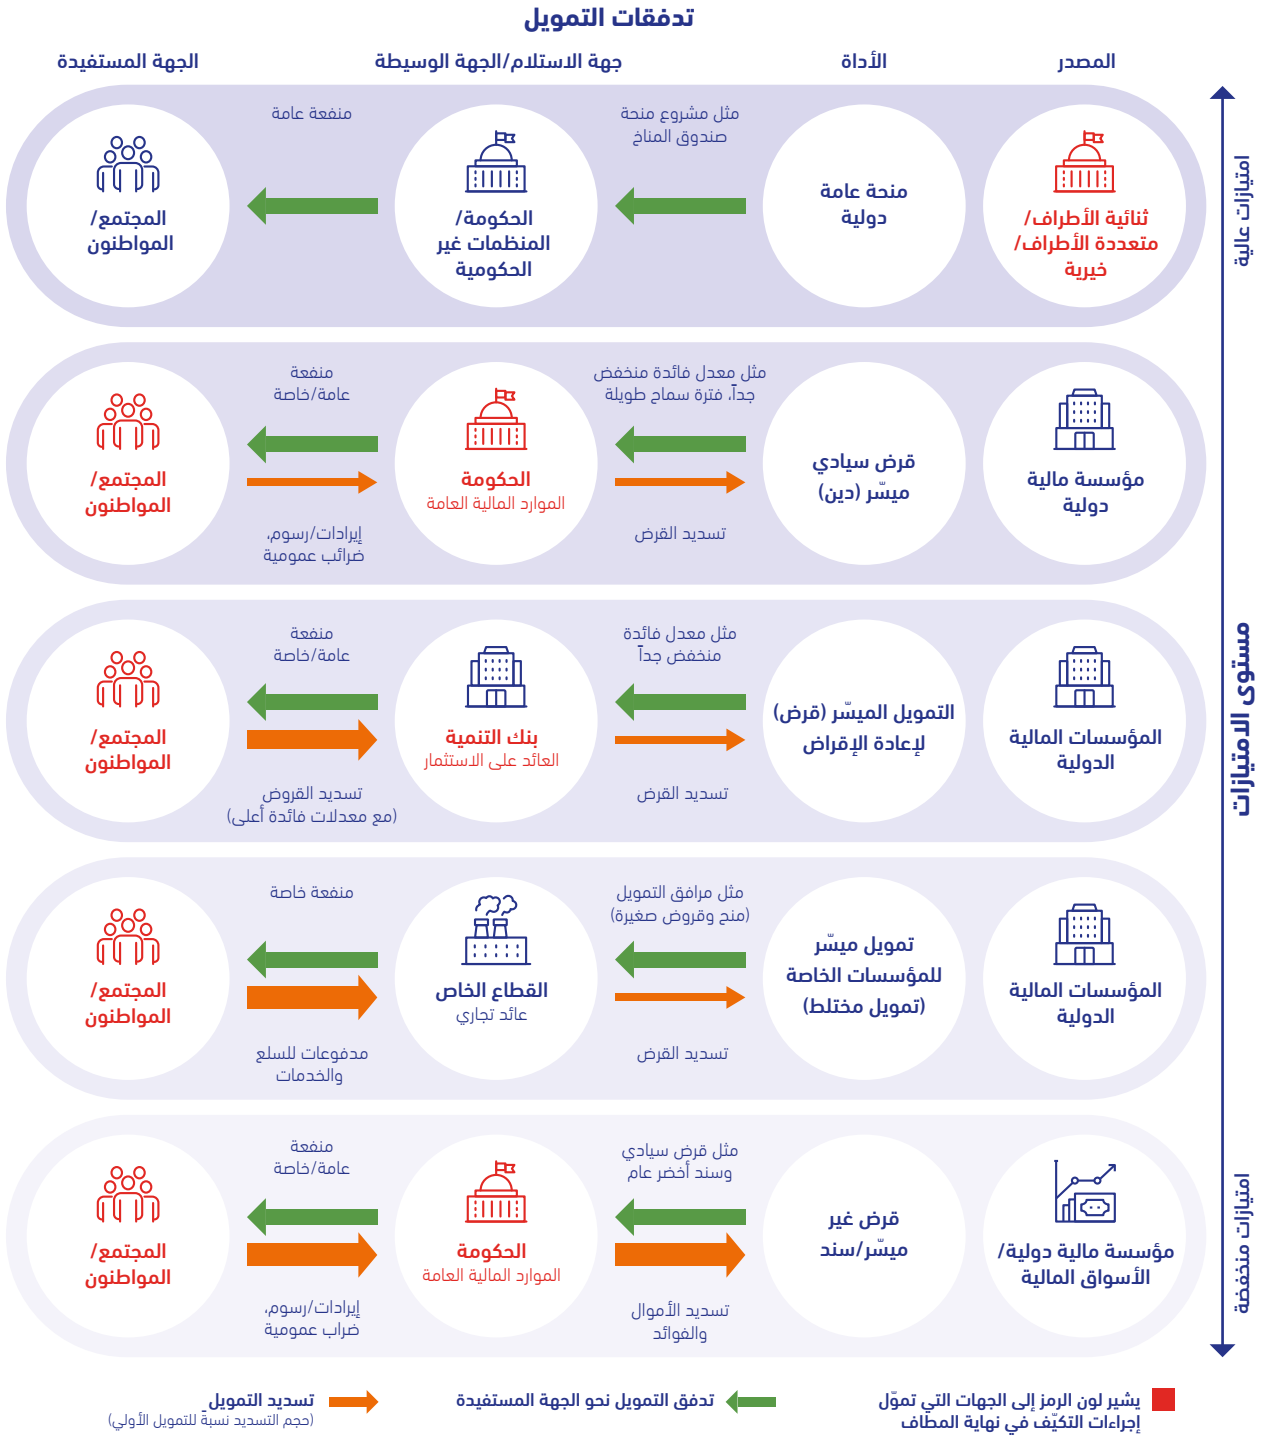 تدفقات التمويل
المصدر
الأداة
جهة الاستلام/الجهة الوسيطة
الجهة المستفيدة
امتيازات عالية
مستوى الامتيازات
امتيازات منخفضة
ثنائية الأطراف/
متعددة الأطراف/
خيرية
منحة عامة
دولية
مثل مشروع منحة
صندوق المناخ
الحكومة/
المنظمات غير
الحكومية
منفعة عامة
المجتمع/
المواطنون
مؤسسة مالية
دولية
قرض سيادي
ميسّر (دين)
مثل معدل فائدة منخفض
جداً، فترة سماح طويلة
تسديد القرض
الحكومة
الموارد المالية العامة
منفعة
عامة/خاصة
إيرادات/رسوم،
ضرائب عمومية
المجتمع/
المواطنون
المؤسسات المالية
الدولية
التمويل الميسّر (قرض)
لإعادة الإقراض
مثل معدل فائدة
منخفض جداً
تسديد القرض
بنك التنمية
العائد على الاستثمار
منفعة
عامة/خاصة
تسديد القروض
(مع معدلات فائدة أعلى)
المجتمع/
المواطنون
المؤسسات المالية
الدولية
تمويل ميسّر
للمؤسسات الخاصة
(تمويل مختلط)
مثل مرافق التمويل
(منح وقروض صغيرة)
تسديد القرض
القطاع الخاص
عائد تجاري
منفعة خاصة
مدفوعات للسلع
والخدمات
المجتمع/
المواطنون
مؤسسة مالية دولية/
الأسواق المالية
قرض غير
ميسّر/سند
مثل قرض سيادي
وسند أخضر عام
تسديد الأموال
والفوائد
الحكومة
الموارد المالية العامة
منفعة
عامة/خاصة
إيرادات/رسوم،
ضراب عمومية
المجتمع/
المواطنون
يشير لون الرمز إلى الجهات التي تموّل
إجراءات التكيّف في نهاية المطاف
تدفق التمويل نحو الجهة المستفيدة
تسديد التمويل
(حجم التسديد نسبةً للتمويل الأولي)